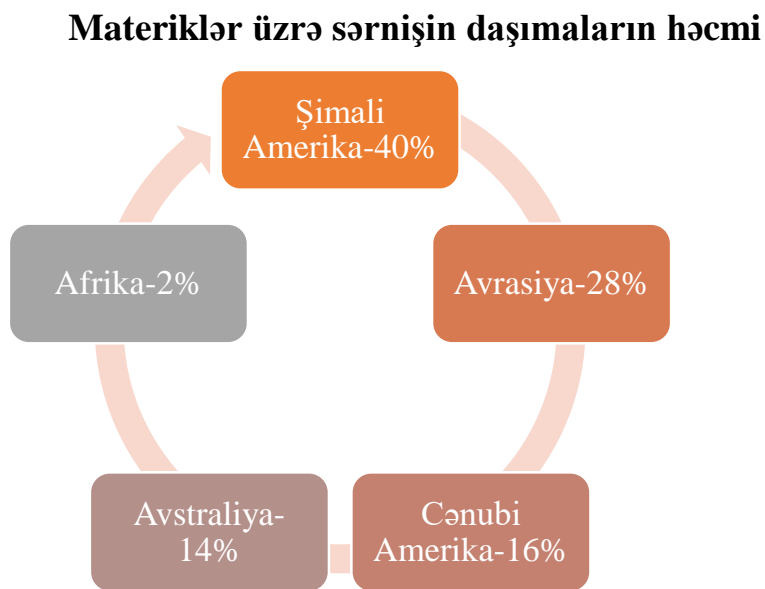 Materiklər üzrə sərnişin daşımaların həcmi
Şimali
Amerika-40%
Avrasiya-28%
Cənubi
Amerika-16%
Avstraliya-
14%
Afrika-2%